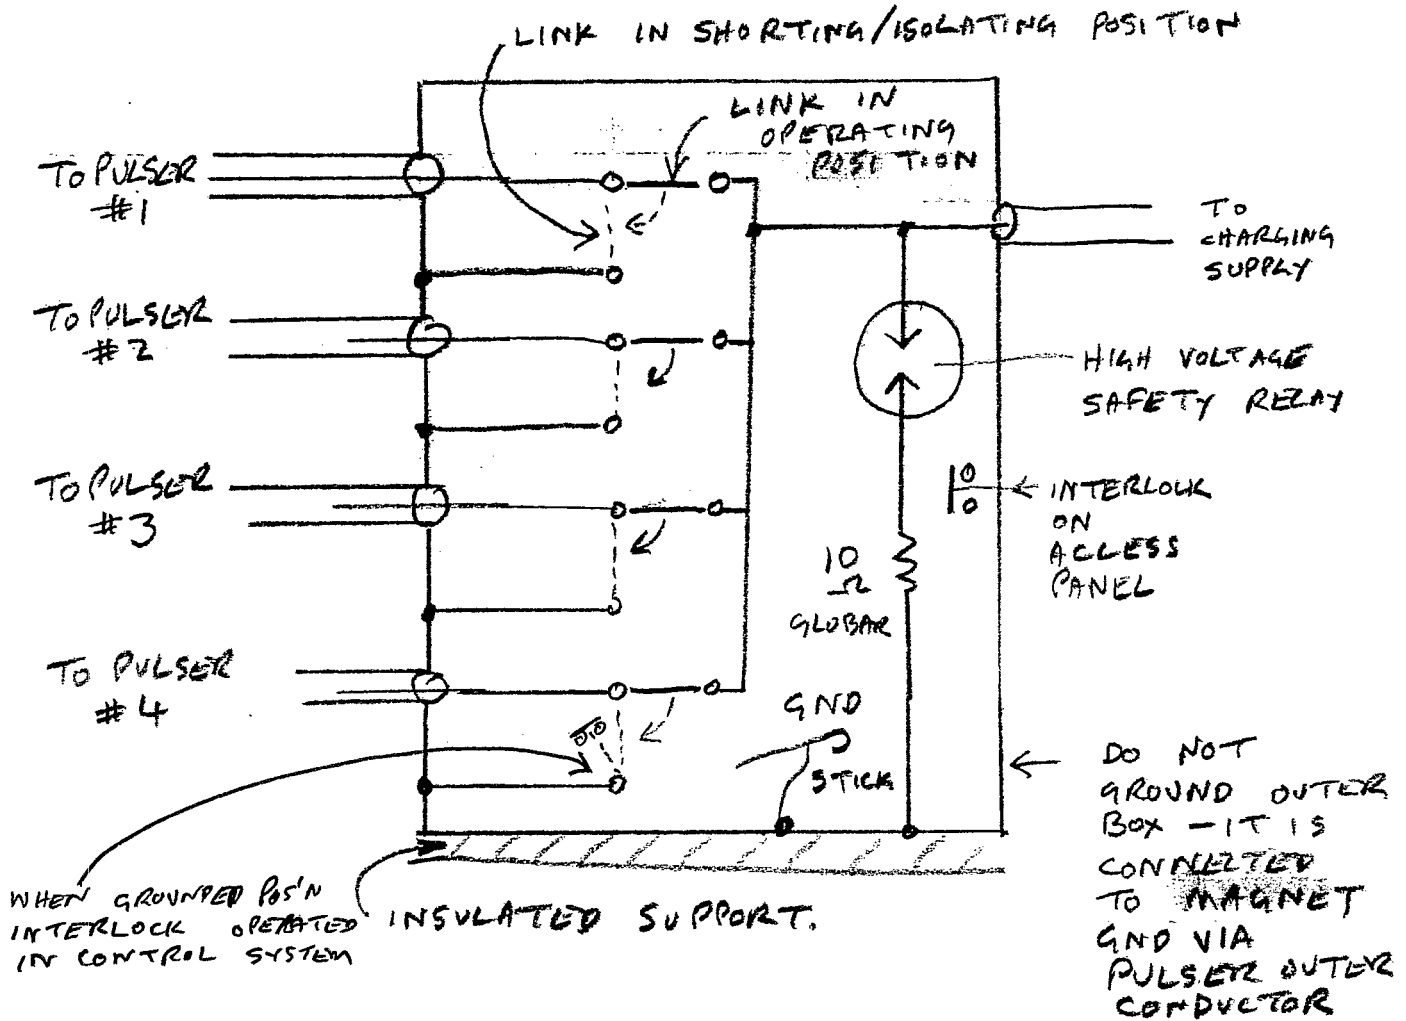 LINK IN SHORTING/ISOLATING POSITION
LINK IN
OPERATING
POSITION
TO PULSER
#1
TO
CHARGING
SUPPLY
TO PULSER
#2
HIGH VOLTAGE
SAFETY RELAY
TO PULSER
#3
INTERLOCK
ON
ACCESS
PANEL
10
Ω
GLOBAR
TO PULSER
#4
GND
STICK
DO NOT
GROUND OUTER
BOX - IT IS
CONNECTED
TO MAGNET
GND VIA
PULSER OUTER
CONDUCTOR
WHEN GROUNDED POS'N
INTERLOCK OPERATED
IN CONTROL SYSTEM
INSULATED SUPPORT.